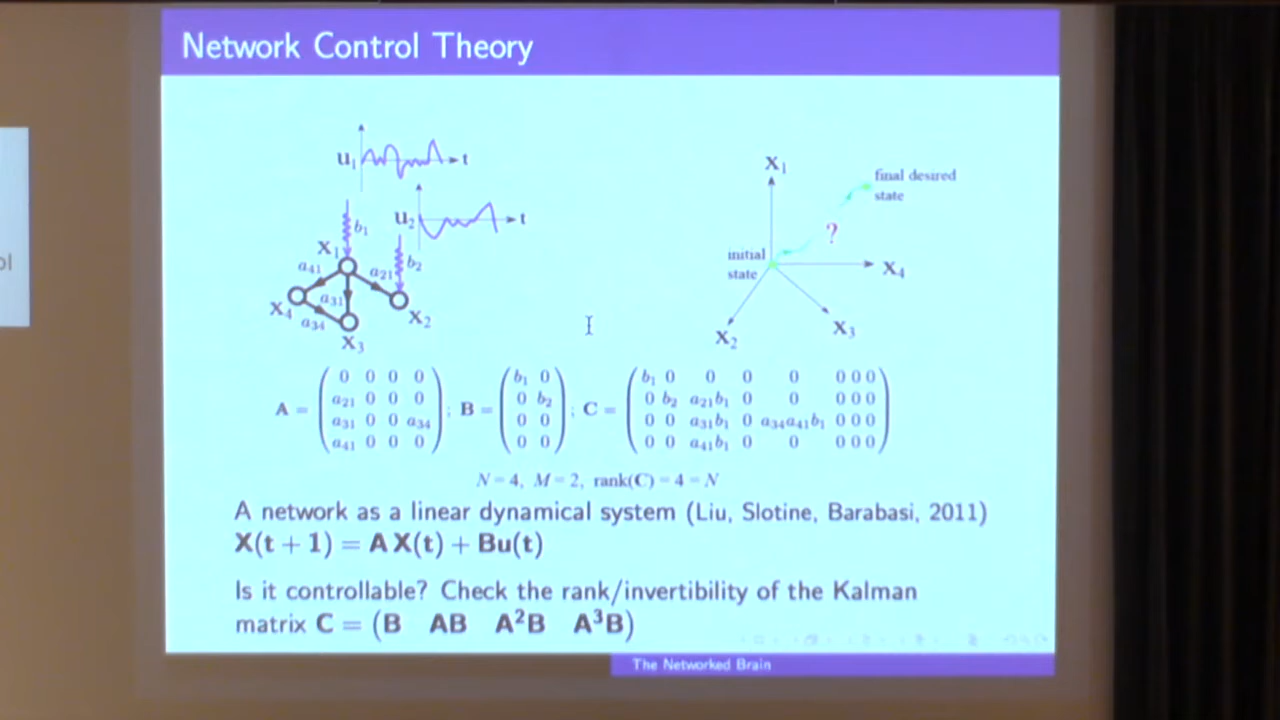 Network Control Theory
u1 t
u2 t
b1
b2
x1
a41 a21
a31
x4 a34
x2
x3
x1
final desired
state
?
initial
state
x4
x2
x3
A = ( 0 0 0 0 ; a21 0 0 0 ; a31 0 0 a34 ; a41 0 0 0 ); B = ( b1 0 ; 0 b2 ; 0 0 ; 0 0 ); C = ( b1 0 0 0 0 0 0 0 ; 0 b2 a21b1 0 0 0 0 0 ; 0 0 a31b1 0 a34a41b1 0 0 0 ; 0 0 a41b1 0 0 0 0 0 )
N = 4, M = 2, rank(C) = 4 = N
A network as a linear dynamical system (Liu, Slotine, Barabasi, 2011)
X(t + 1) = A X(t) + Bu(t)
Is it controllable? Check the rank/invertibility of the Kalman
matrix C = (B AB A²B A³B)
The Networked Brain